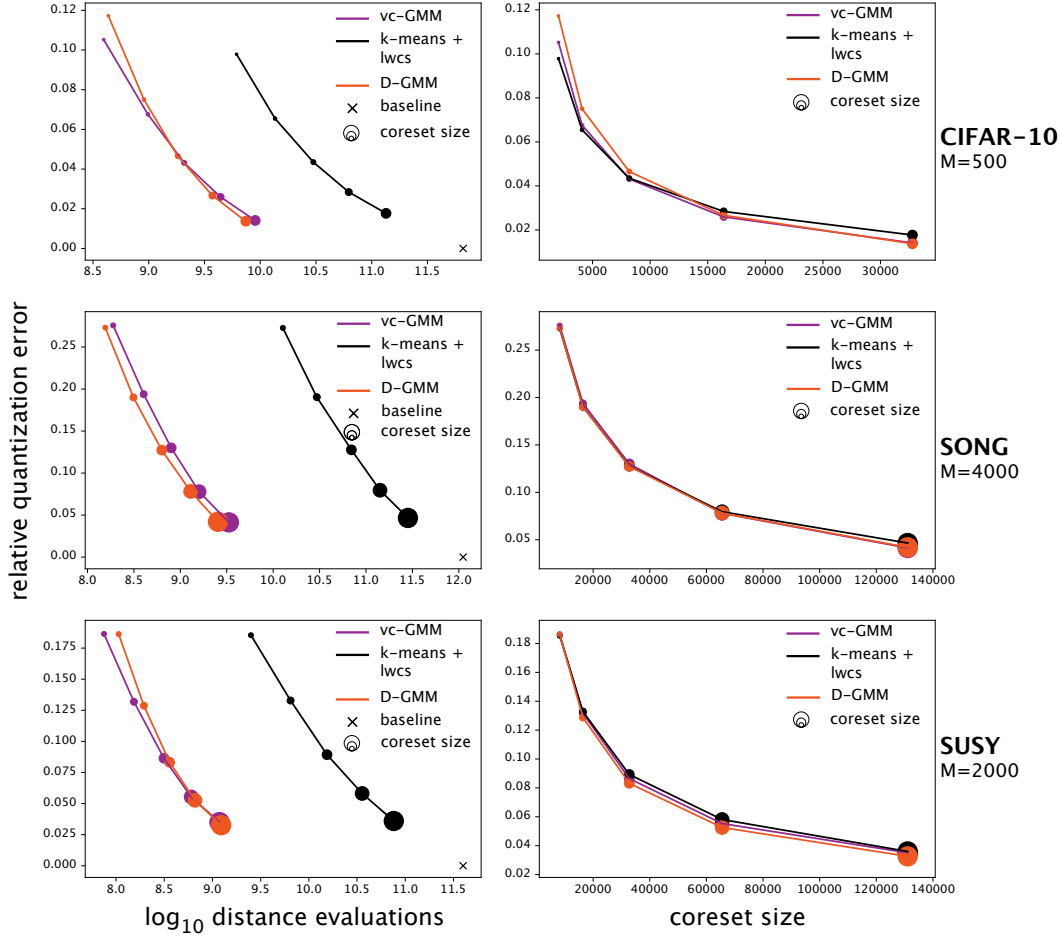 relative quantization error
0.12
0.10
0.08
0.06
0.04
0.02
0.00
8.5 9.0 9.5 10.0 10.5 11.0 11.5
vc-GMM
k-means +
lwcs
D-GMM
baseline
coreset size
0.12
0.10
0.08
0.06
0.04
0.02
5000 10000 15000 20000 25000 30000
vc-GMM
k-means +
lwcs
D-GMM
coreset size
CIFAR-10
M=500
0.25
0.20
0.15
0.10
0.05
0.00
8.0 8.5 9.0 9.5 10.0 10.5 11.0 11.5 12.0
vc-GMM
k-means +
lwcs
D-GMM
baseline
coreset size
0.25
0.20
0.15
0.10
0.05
20000 40000 60000 80000 100000 120000 140000
vc-GMM
k-means +
lwcs
D-GMM
coreset size
SONG
M=4000
0.175
0.150
0.125
0.100
0.075
0.050
0.025
0.000
8.0 8.5 9.0 9.5 10.0 10.5 11.0 11.5
vc-GMM
k-means +
lwcs
D-GMM
baseline
coreset size
log₁₀ distance evaluations
0.18
0.16
0.14
0.12
0.10
0.08
0.06
0.04
0.02
20000 40000 60000 80000 100000 120000 140000
vc-GMM
k-means +
lwcs
D-GMM
coreset size
coreset size
SUSY
M=2000